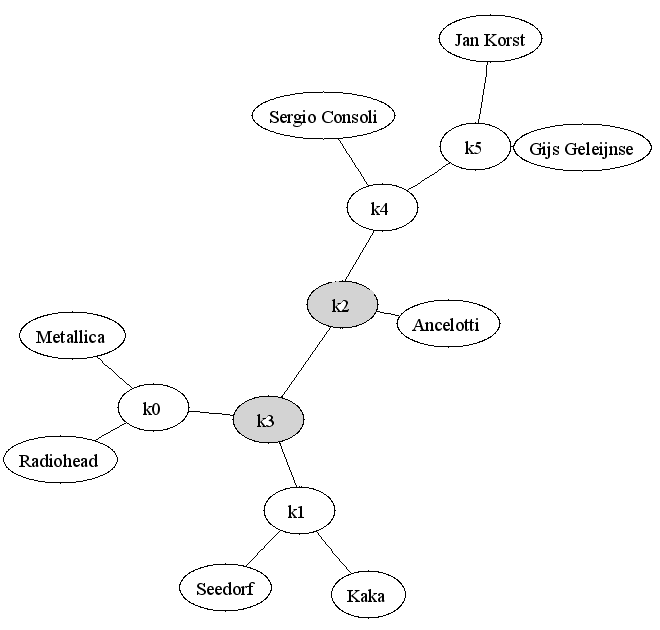 Jan Korst
Sergio Consoli
k5
Gijs Geleijnse
k4
k2
Ancelotti
Metallica
k0
k3
Radiohead
k1
Seedorf
Kaka